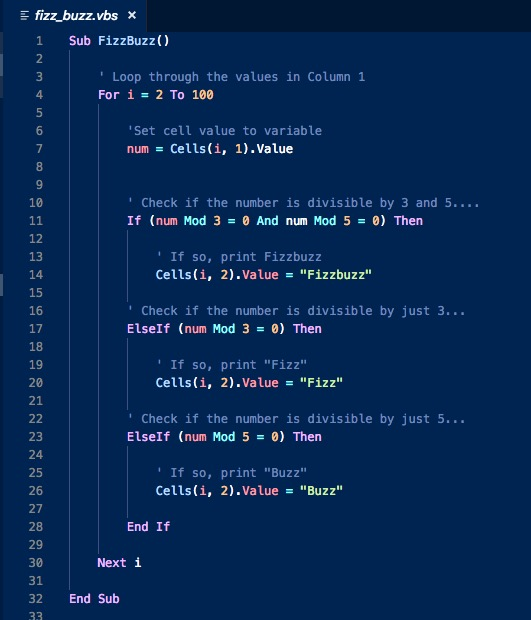 fizz_buzz.vbs ×
1 Sub FizzBuzz()
2
3 ' Loop through the values in Column 1
4 For i = 2 To 100
5
6 'Set cell value to variable
7 num = Cells(i, 1).Value
8
9
10 ' Check if the number is divisible by 3 and 5....
11 If (num Mod 3 = 0 And num Mod 5 = 0) Then
12
13 ' If so, print Fizzbuzz
14 Cells(i, 2).Value = "Fizzbuzz"
15
16 ' Check if the number is divisible by just 3...
17 ElseIf (num Mod 3 = 0) Then
18
19 ' If so, print "Fizz"
20 Cells(i, 2).Value = "Fizz"
21
22 ' Check if the number is divisible by just 5...
23 ElseIf (num Mod 5 = 0) Then
24
25 ' If so, print "Buzz"
26 Cells(i, 2).Value = "Buzz"
27
28 End If
29
30 Next i
31
32 End Sub
33